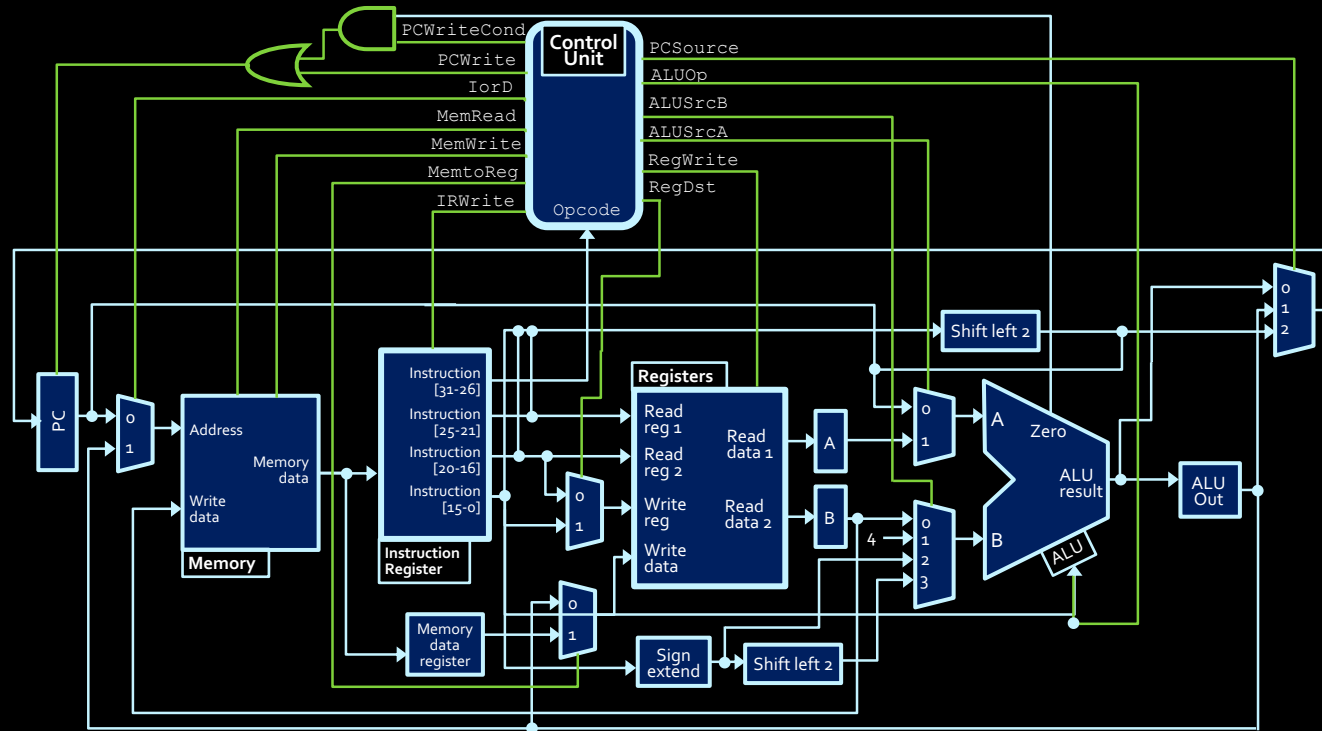 PCWriteCond
PCWrite
IorD
MemRead
MemWrite
MemtoReg
IRWrite
Control
Unit
Opcode
PCSource
ALUOp
ALUSrcB
ALUSrcA
RegWrite
RegDst
PC
0
1
Address
Memory
data
Write
data
Memory
Instruction
[31-26]
Instruction
[25-21]
Instruction
[20-16]
Instruction
[15-0]
Instruction
Register
Memory
data
register
0
1
0
1
Registers
Read
reg 1
Read
reg 2
Write
reg
Write
data
Read
data 1
Read
data 2
Sign
extend
Shift left 2
A
B
4
0
1
0
1
2
3
Shift left 2
A
B
Zero
ALU
result
ALU
ALU
Out
0
1
2